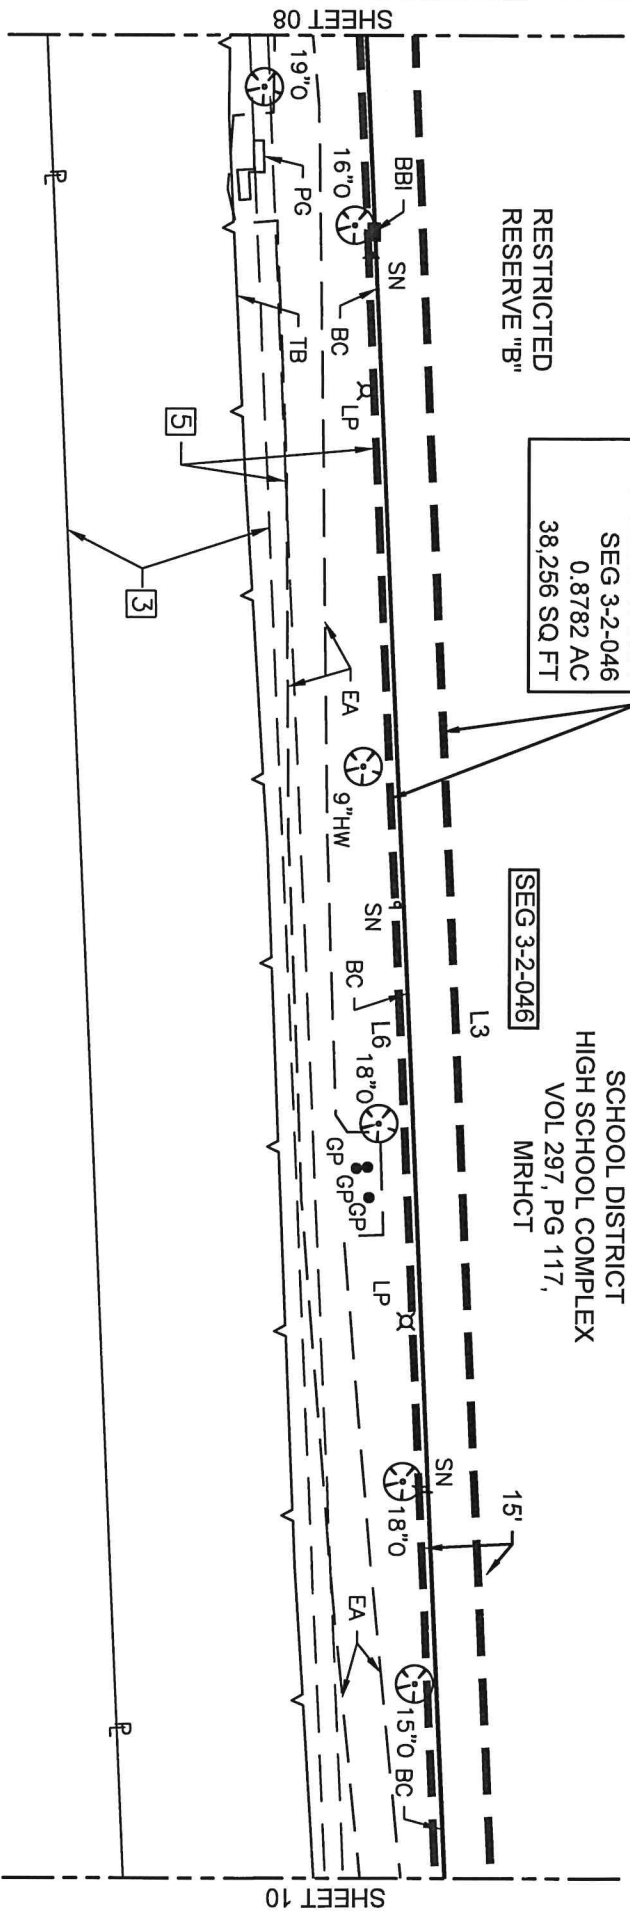 SHEET 08
RESTRICTED
RESERVE "B"
SEG 3-2-046
0.8782 AC
38,256 SQ FT
SEG 3-2-046
SCHOOL DISTRICT
HIGH SCHOOL COMPLEX
VOL 297, PG 117,
MRHCT
L3
15'
BBI
SN
BC
LP
16"O
19"O
PG
TB
5
3
EA
9"HW
SN
BC
L6
18"O
GP
GP
GP
LP
SN
18"O
EA
15"O
BC
PL
PL
SHEET 10